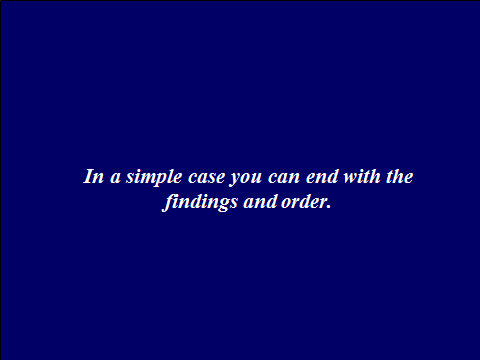 In a simple case you can end with the
findings and order.